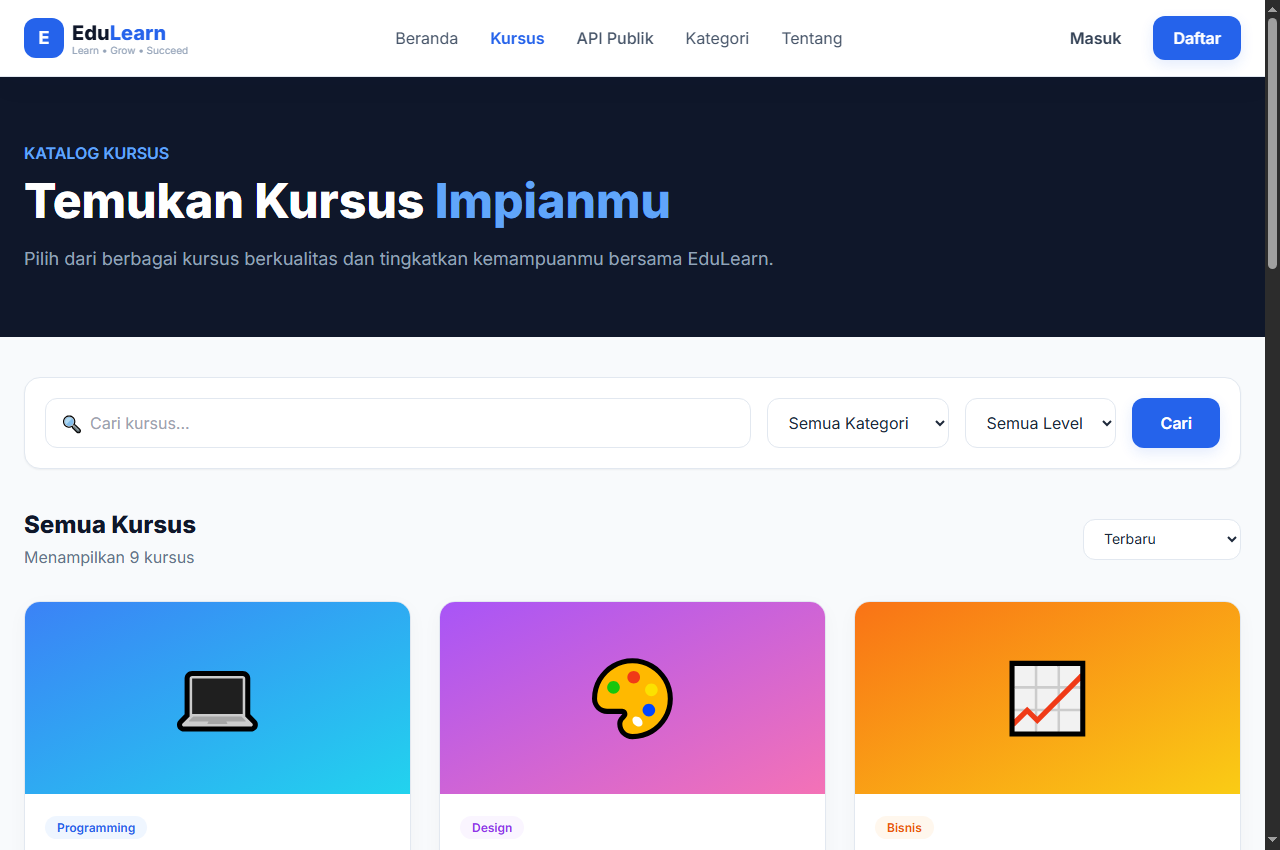 E
EduLearn
Learn • Grow • Succeed
Beranda
Kursus
API Publik
Kategori
Tentang
Masuk
Daftar
KATALOG KURSUS
Temukan Kursus Impianmu
Pilih dari berbagai kursus berkualitas dan tingkatkan kemampuanmu bersama EduLearn.
Cari kursus...
Semua Kategori
Semua Level
Cari
Semua Kursus
Menampilkan 9 kursus
Terbaru
Programming
Design
Bisnis